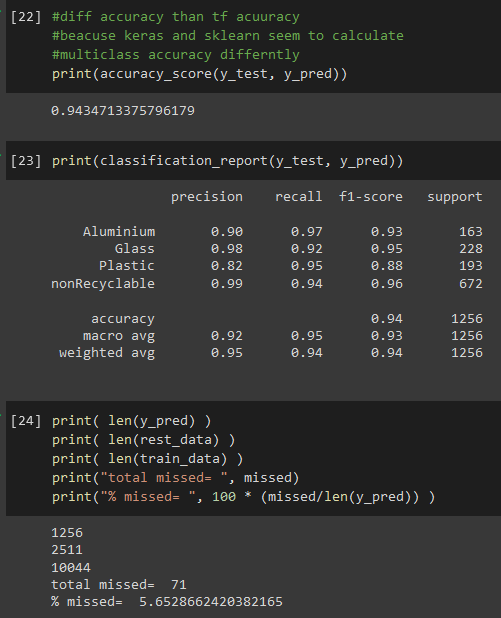 [22] #diff accuracy than tf acuuracy
#beacuse keras and sklearn seem to calculate
#multiclass accuracy differntly
print(accuracy_score(y_test, y_pred))
0.9434713375796179
[23] print(classification_report(y_test, y_pred))
precision recall f1-score support
Aluminium 0.90 0.97 0.93 163
Glass 0.98 0.92 0.95 228
Plastic 0.82 0.95 0.88 193
nonRecyclable 0.99 0.94 0.96 672
accuracy 0.94 1256
macro avg 0.92 0.95 0.93 1256
weighted avg 0.95 0.94 0.94 1256
[24] print( len(y_pred) )
print( len(rest_data) )
print( len(train_data) )
print("total missed= ", missed)
print("% missed= ", 100 * (missed/len(y_pred)) )
1256
2511
10044
total missed=  71
% missed=  5.6528662420382165